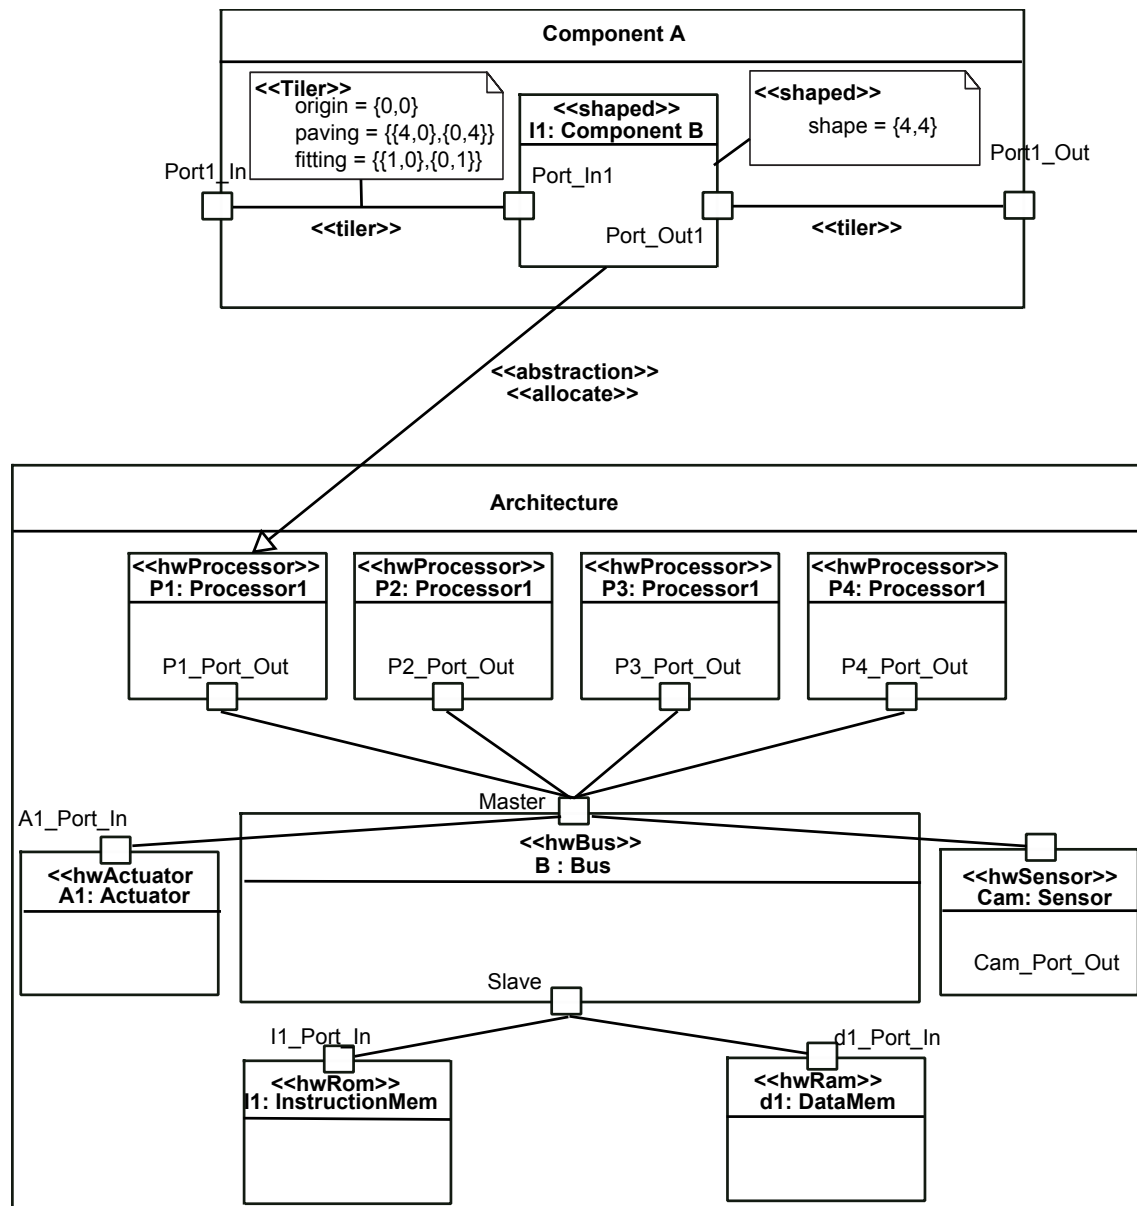 Component A
<<Tiler>>
origin = {0,0}
paving = {{4,0},{0,4}}
fitting = {{1,0},{0,1}}
<<shaped>>
I1: Component B
<<shaped>>
shape = {4,4}
Port1_In
Port_In1
Port1_Out
<<tiler>>
Port_Out1
<<tiler>>
<<abstraction>>
<<allocate>>
Architecture
<<hwProcessor>>
P1: Processor1
P1_Port_Out
<<hwProcessor>>
P2: Processor1
P2_Port_Out
<<hwProcessor>>
P3: Processor1
P3_Port_Out
<<hwProcessor>>
P4: Processor1
P4_Port_Out
Master
A1_Port_In
<<hwBus>>
B : Bus
<<hwActuator
A1: Actuator
<<hwSensor>>
Cam: Sensor
Cam_Port_Out
Slave
I1_Port_In
d1_Port_In
<<hwRom>>
I1: InstructionMem
<<hwRam>>
d1: DataMem